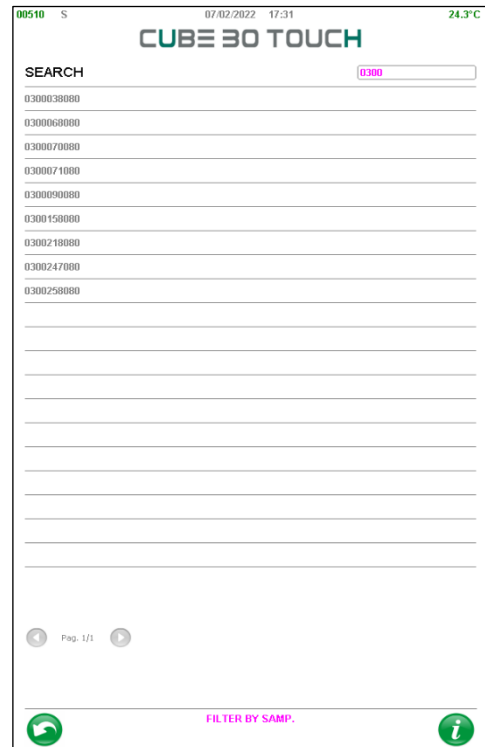 00510 S 07/02/2022 17:31 24.3°C
CUBE 30 TOUCH
SEARCH 0300
0300038080
0300068080
0300070080
0300071080
0300090080
0300158080
0300218080
0300247080
0300258080
Pag. 1/1
FILTER BY SAMP.
i